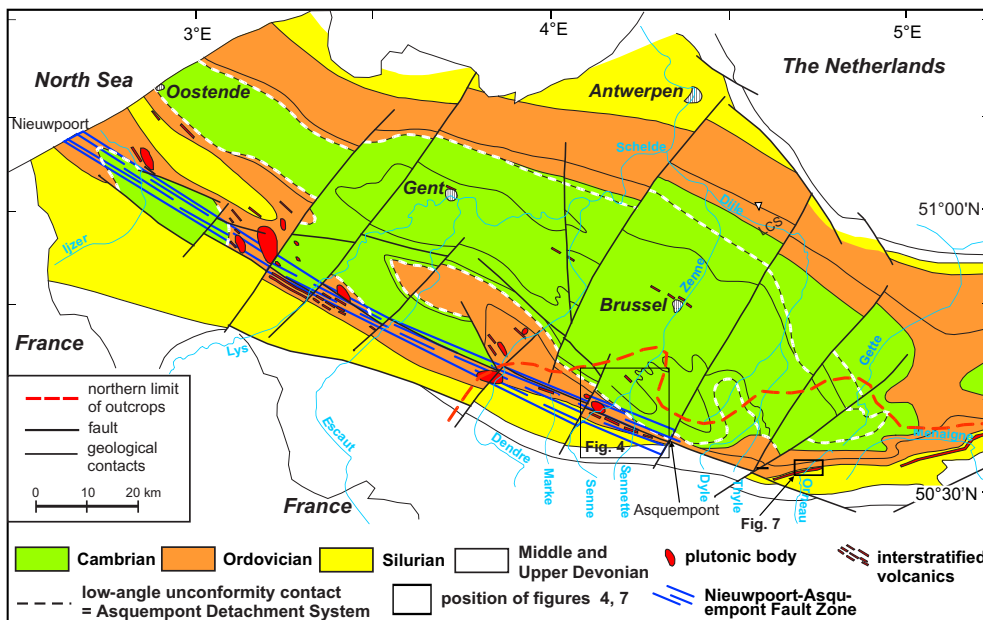 3°E
4°E
5°E
North Sea
The Netherlands
Oostende
Antwerpen
Nieuwpoort
Schelde
Gent
Dijle
51°00'N
LCS
Ijzer
Zenne
Brussel
France
Lys
Gette
northern limit
of outcrops
fault
geological
contacts
0 10 20 km
Escaut
Dendre
Fig. 4
Marke
Senne
Sennette
Dyle
Thyle
Orneau
Asquempont
Fig. 7
50°30'N
France
Cambrian
Ordovician
Silurian
Middle and
Upper Devonian
plutonic body
interstratified
volcanics
low-angle unconformity contact
= Asquempont Detachment System
position of figures 4, 7
Nieuwpoort-Asqu-
empont Fault Zone